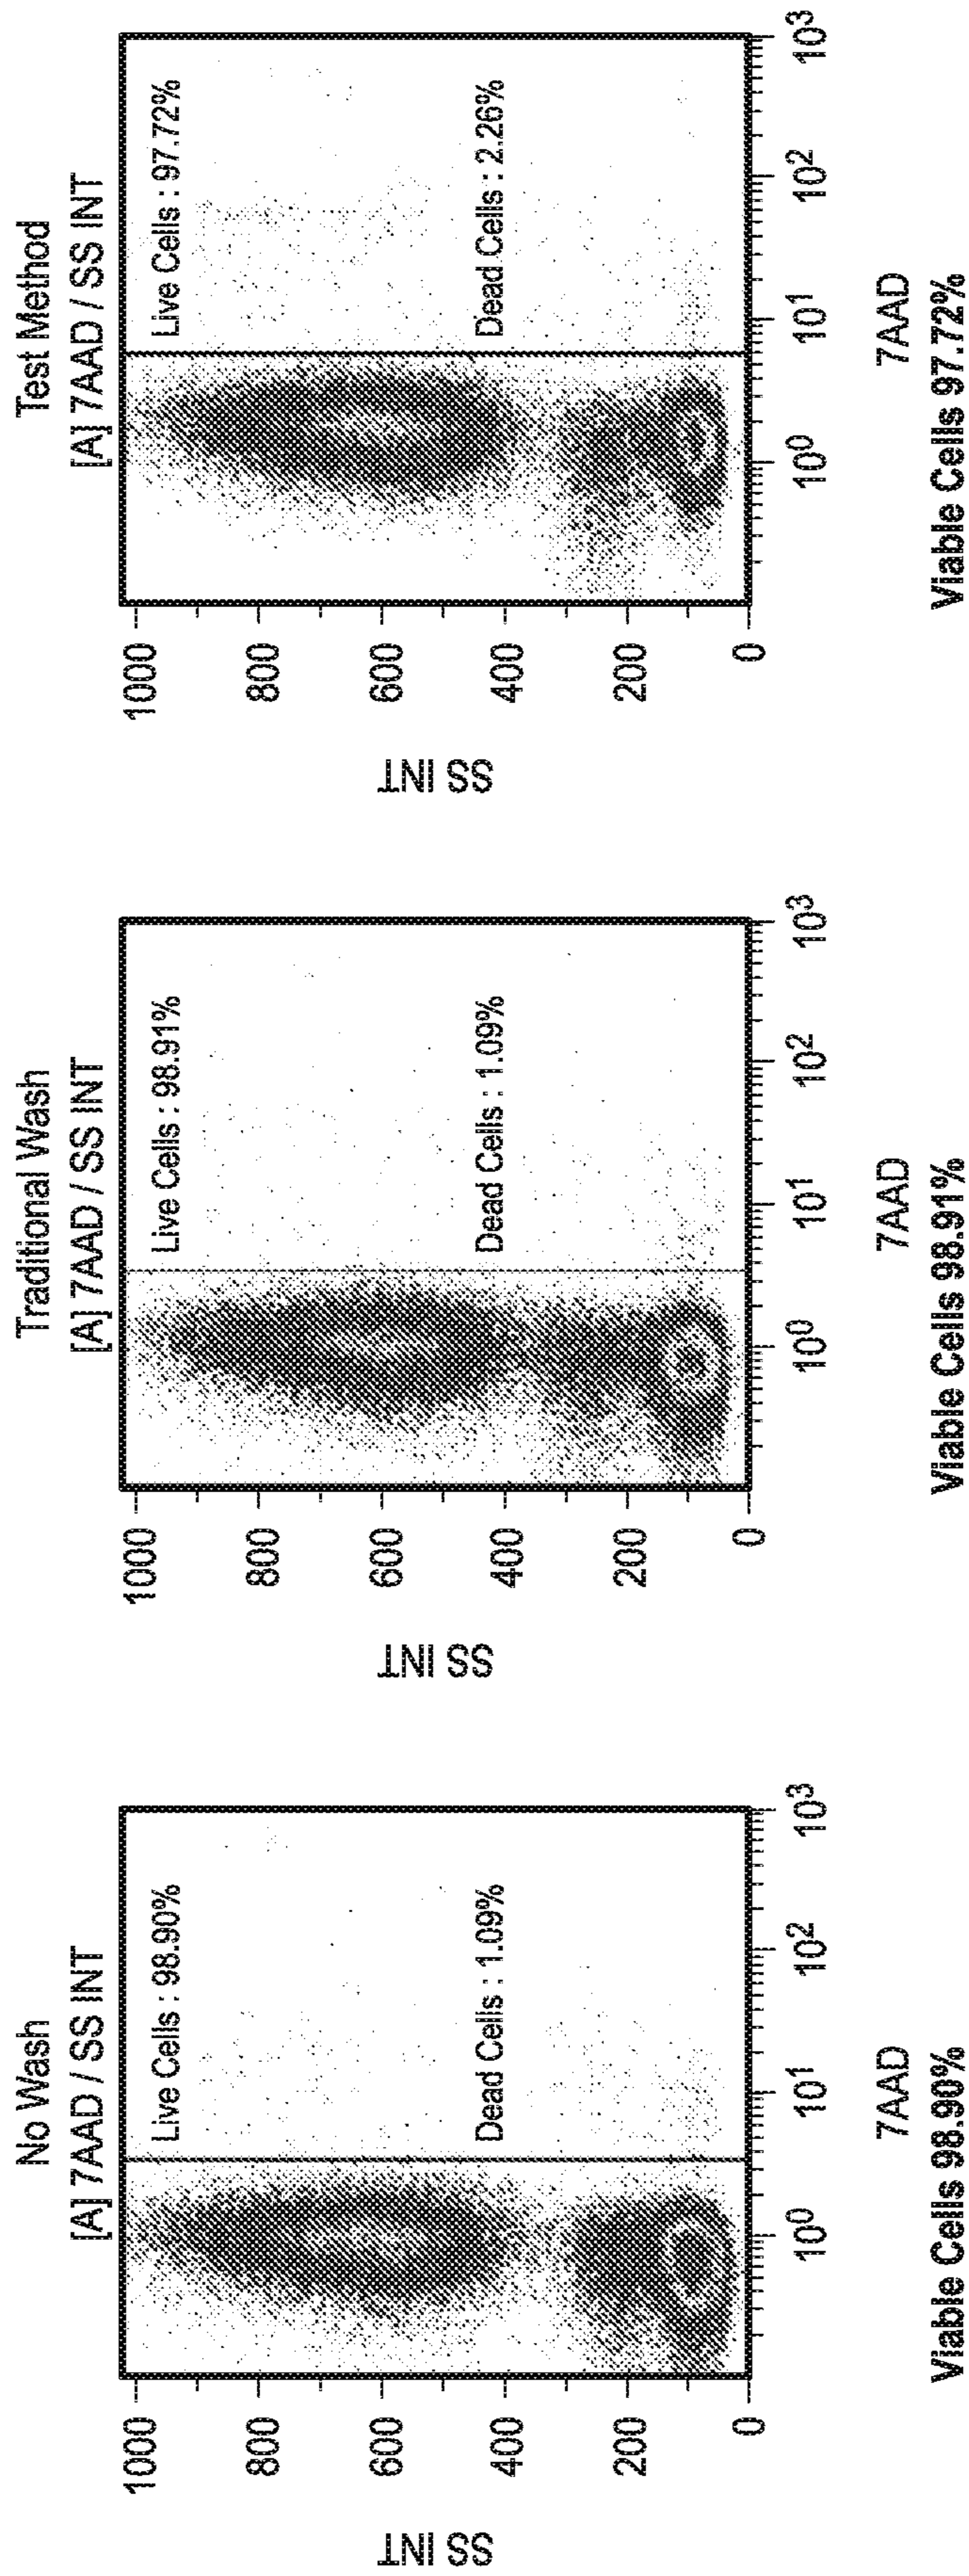 No Wash
[A] 7AAD / SS INT
SS INT
1000
800
600
400
200
0
Live Cells : 98.90%
Dead Cells : 1.09%
10⁰
10¹
10²
10³
7AAD
Viable Cells 98.90%
Traditional Wash
[A] 7AAD / SS INT
SS INT
1000
800
600
400
200
0
Live Cells : 98.91%
Dead Cells : 1.09%
10⁰
10¹
10²
10³
7AAD
Viable Cells 98.91%
Test Method
[A] 7AAD / SS INT
SS INT
1000
800
600
400
200
0
Live Cells : 97.72%
Dead Cells : 2.26%
10⁰
10¹
10²
10³
7AAD
Viable Cells 97.72%